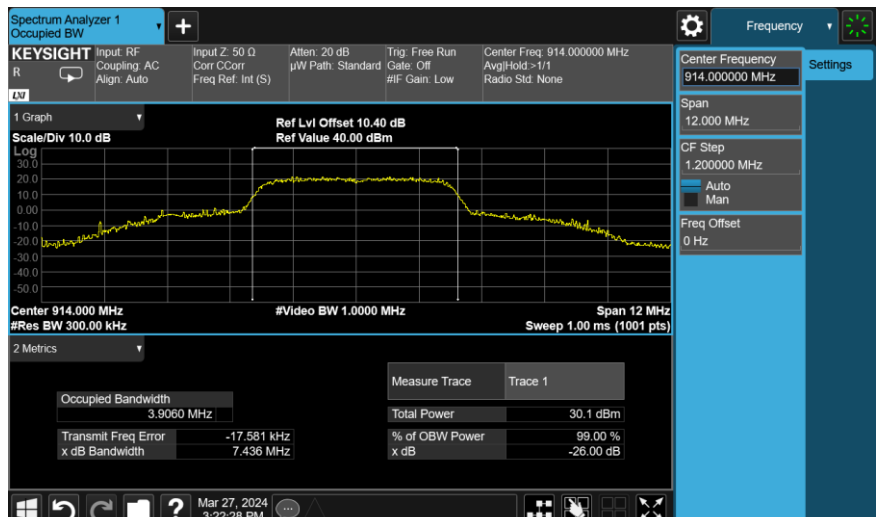 Spectrum Analyzer 1
Occupied BW
+
Frequency
KEYSIGHT
R
LXI
Input: RF
Coupling: AC
Align: Auto
Input Z: 50 Ω
Corr CCorr
Freq Ref: Int (S)
Atten: 20 dB
µW Path: Standard
Trig: Free Run
Gate: Off
#IF Gain: Low
Center Freq: 914.000000 MHz
Avg|Hold:>1/1
Radio Std: None
Center Frequency
914.000000 MHz
Settings
Span
12.000 MHz
CF Step
1.200000 MHz
Auto
Man
Freq Offset
0 Hz
1 Graph
Scale/Div 10.0 dB
Ref Lvl Offset 10.40 dB
Ref Value 40.00 dBm
Log
30.0
20.0
10.0
0.00
-10.0
-20.0
-30.0
-40.0
-50.0
Center 914.000 MHz
#Res BW 300.00 kHz
#Video BW 1.0000 MHz
Span 12 MHz
Sweep 1.00 ms (1001 pts)
2 Metrics
Measure Trace Trace 1
Occupied Bandwidth
3.9060 MHz
Total Power 30.1 dBm
Transmit Freq Error -17.581 kHz
% of OBW Power 99.00 %
x dB Bandwidth 7.436 MHz
x dB -26.00 dB
?
Mar 27, 2024
3:22:28 PM